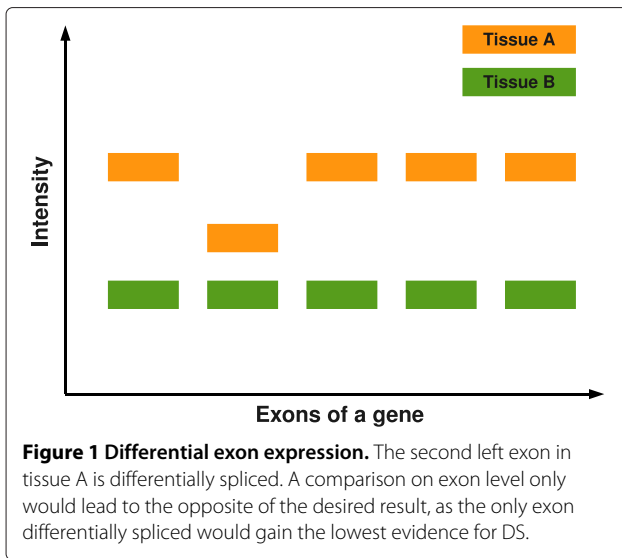 Tissue A
Tissue B
Intensity
Exons of a gene
Figure 1 Differential exon expression. The second left exon in
tissue A is differentially spliced. A comparison on exon level only
would lead to the opposite of the desired result, as the only exon
differentially spliced would gain the lowest evidence for DS.